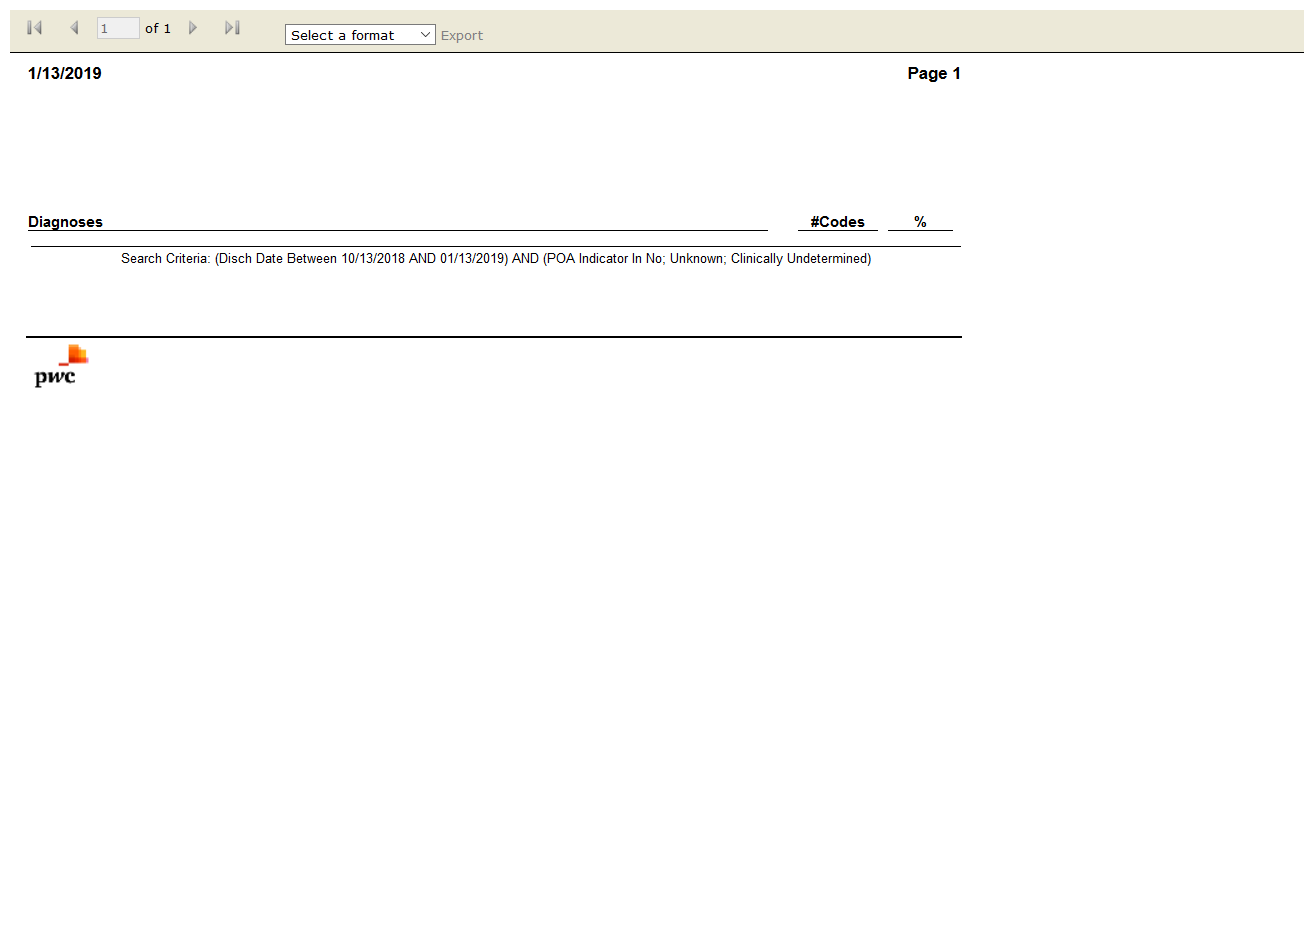 1 of 1 Select a format Export
1/13/2019 Page 1
Diagnoses #Codes %
Search Criteria: (Disch Date Between 10/13/2018 AND 01/13/2019) AND (POA Indicator In No; Unknown; Clinically Undetermined)
pwc